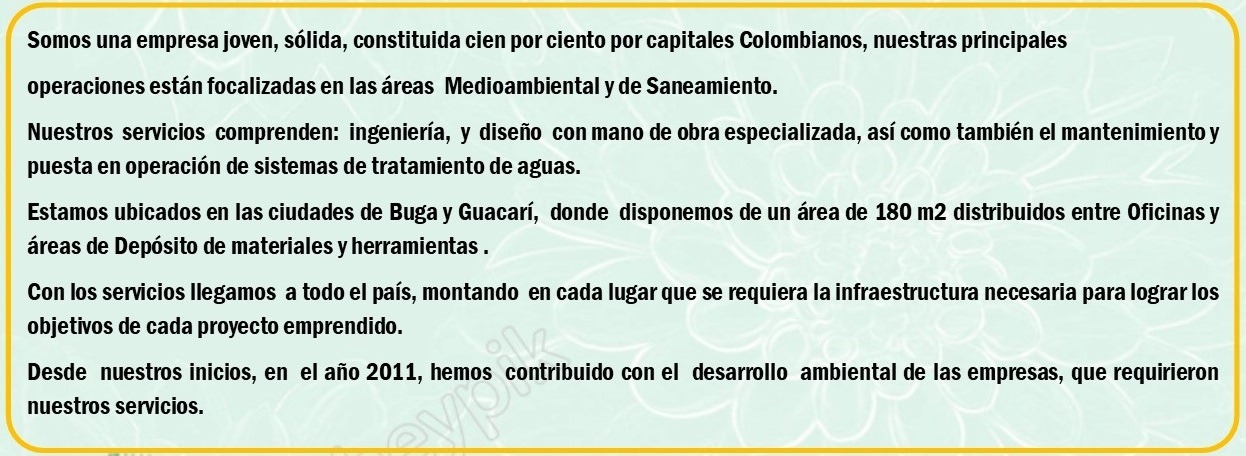 Somos una empresa joven, sólida, constituida cien por ciento por capitales Colombianos, nuestras principales
operaciones están focalizadas en las áreas Medioambiental y de Saneamiento.
Nuestros servicios comprenden: ingeniería, y diseño con mano de obra especializada, así como también el mantenimiento y
puesta en operación de sistemas de tratamiento de aguas.
Estamos ubicados en las ciudades de Buga y Guacarí, donde disponemos de un área de 180 m2 distribuidos entre Oficinas y
áreas de Depósito de materiales y herramientas .
Con los servicios llegamos a todo el país, montando en cada lugar que se requiera la infraestructura necesaria para lograr los
objetivos de cada proyecto emprendido.
Desde nuestros inicios, en el año 2011, hemos contribuido con el desarrollo ambiental de las empresas, que requirieron
nuestros servicios.